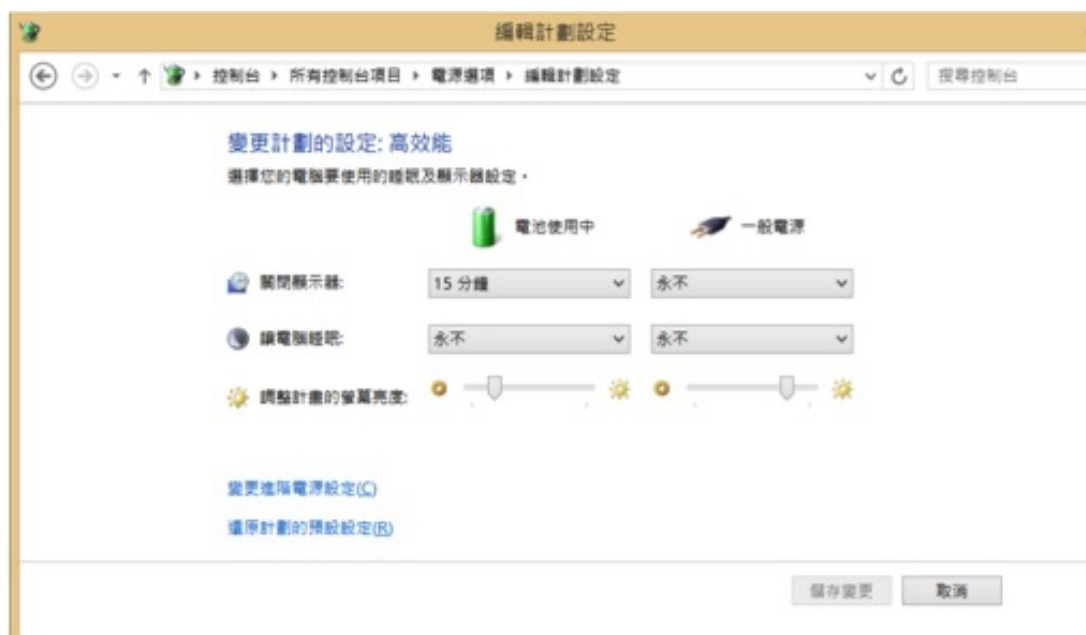 編輯計劃設定
控制台 ▸ 所有控制台項目 ▸ 電源選項 ▸ 編輯計劃設定
搜尋控制台
變更計劃的設定: 高效能
選擇您的電腦要使用的睡眠及顯示器設定。
電池使用中 一般電源
關閉顯示器: 15 分鐘 永不
讓電腦睡眠: 永不 永不
調整計畫的螢幕亮度:
變更進階電源設定(C)
還原計劃的預設設定(R)
儲存變更 取消